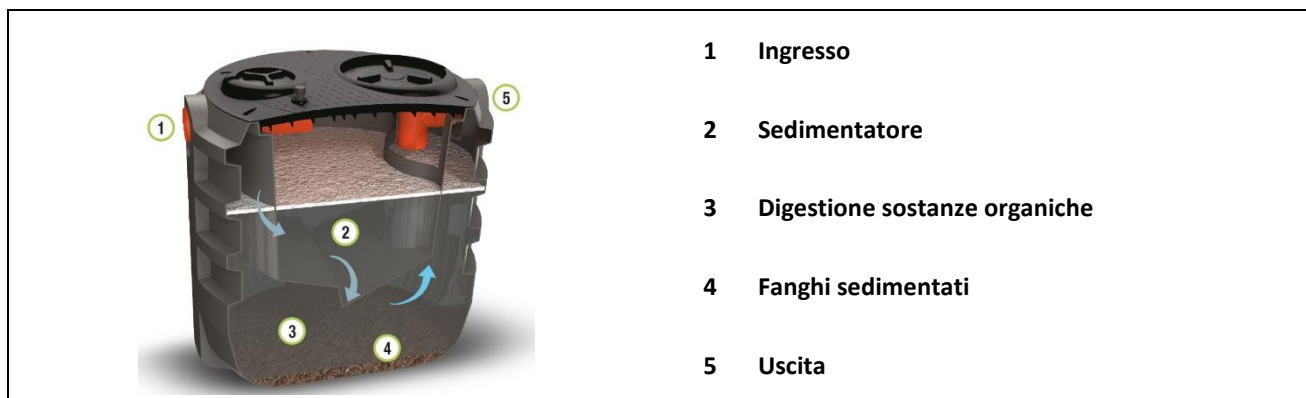 1
5
2
3
4
1 Ingresso
2 Sedimentatore
3 Digestione sostanze organiche
4 Fanghi sedimentati
5 Uscita